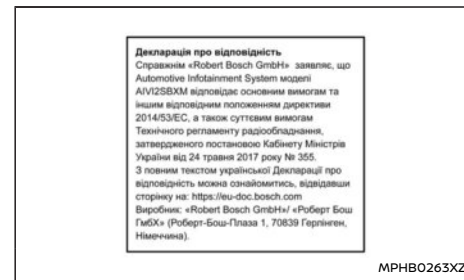 Декларація про відповідність
Справжнім «Robert Bosch GmbH» заявляє, що
Automotive Infotainment System моделі
AIVI2SBXM відповідає основним вимогам та
іншим відповідним положенням директиви
2014/53/EC, а також суттєвим вимогам
Технічного регламенту радіообладнання,
затвердженого постановою Кабінету Міністрів
України від 24 травня 2017 року № 355.
З повним текстом української Декларації про
відповідність можна ознайомитись, відвідавши
сторінку на: https://eu-doc.bosch.com
Виробник: «Robert Bosch GmbH»/ «Роберт Бош
ГмбХ» (Роберт-Бош-Плаза 1, 70839 Герлінген,
Німеччина).
MPHB0263XZ